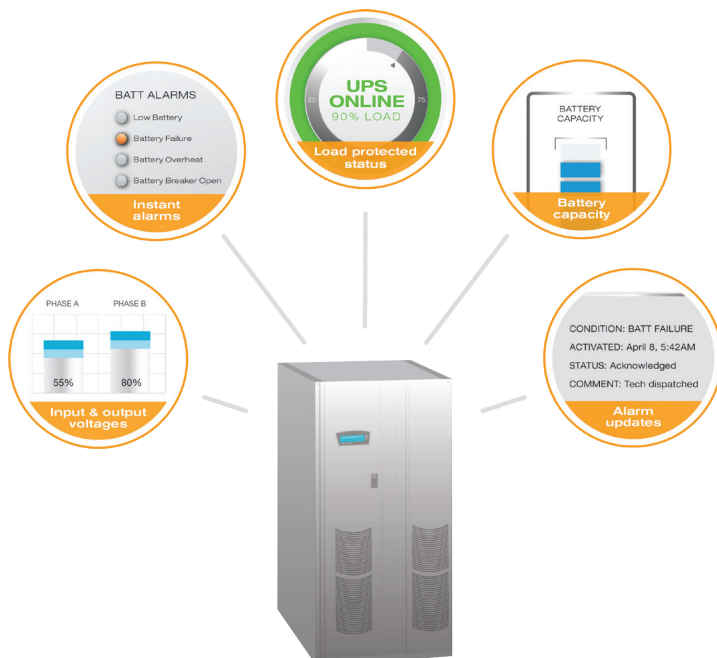 BATT ALARMS
Low Battery
Battery Failure
Battery Overheat
Battery Breaker Open
Instant
alarms
25
75
UPS
ONLINE
90% LOAD
Load protected
status
BATTERY
CAPACITY
Battery
capacity
PHASE A
PHASE B
55%
80%
Input & output
voltages
CONDITION: BATT FAILURE
ACTIVATED: April 8, 5:42AM
STATUS: Acknowledged
COMMENT: Tech dispatched
Alarm
updates